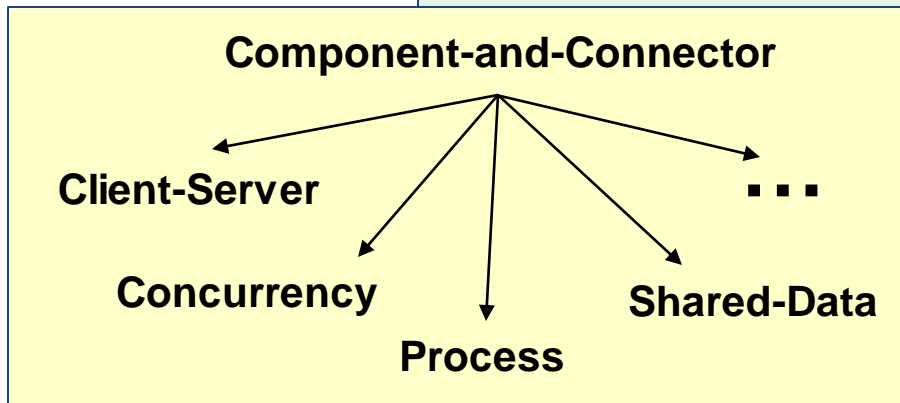 Component-and-Connector
Client-Server
...
Concurrency
Shared-Data
Process